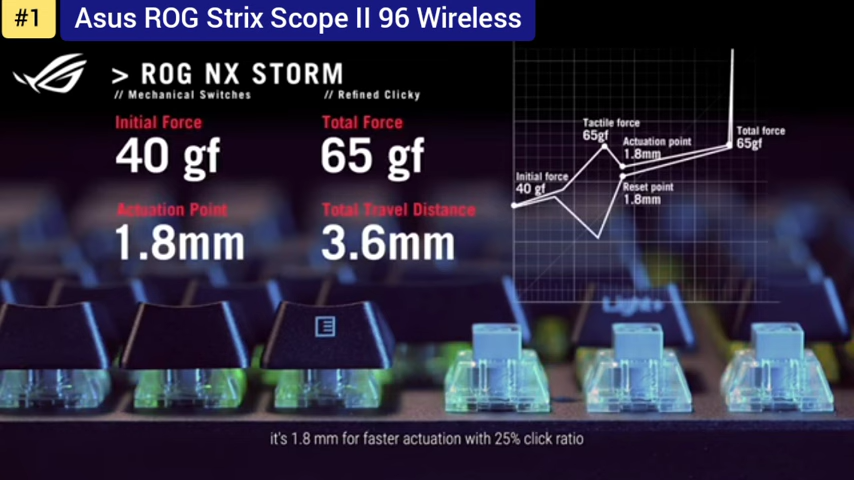 #1
Asus ROG Strix Scope II 96 Wireless
> ROG NX STORM
// Mechanical Switches // Refined Clicky
Initial Force Total Force
40 gf 65 gf
Actuation Point Total Travel Distance
1.8mm 3.6mm
Tactile force
65gf
Actuation point
1.8mm
Total force
65gf
Initial force
40 gf
Reset point
1.8mm
Light+
E
it's 1.8 mm for faster actuation with 25% click ratio